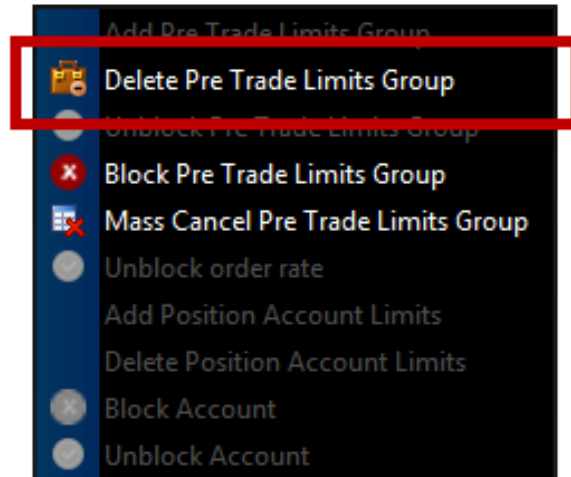 Add Pre Trade Limits Group
Delete Pre Trade Limits Group
Unblock Pre Trade Limits Group
Block Pre Trade Limits Group
Mass Cancel Pre Trade Limits Group
Unblock order rate
Add Position Account Limits
Delete Position Account Limits
Block Account
Unblock Account